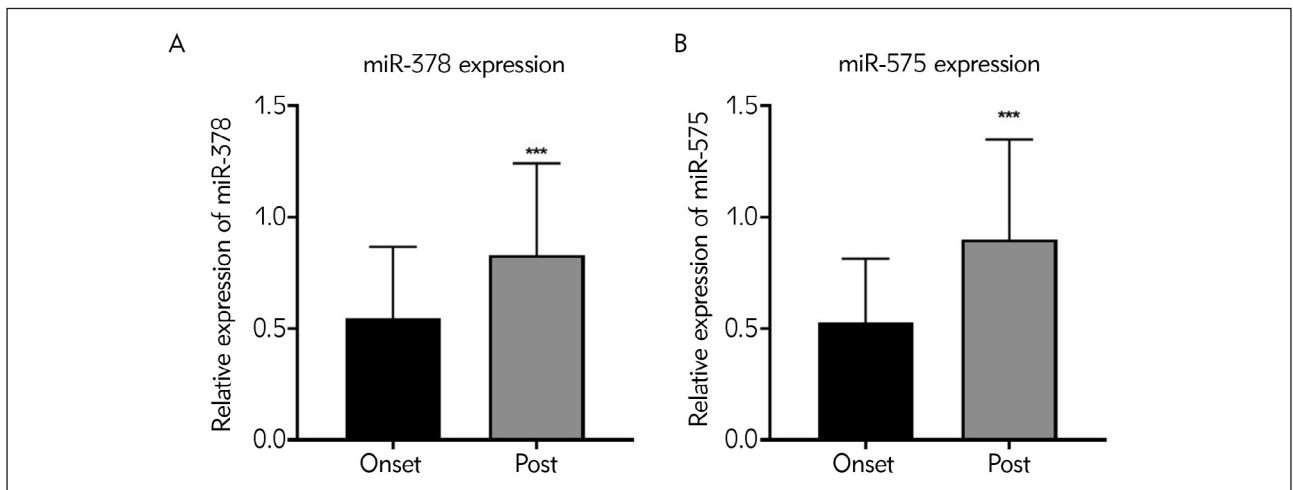 A
miR-378 expression
Relative expression of miR-378
1.5
1.0
0.5
0.0
***
Onset
Post
B
miR-575 expression
Relative expression of miR-575
1.5
1.0
0.5
0.0
***
Onset
Post